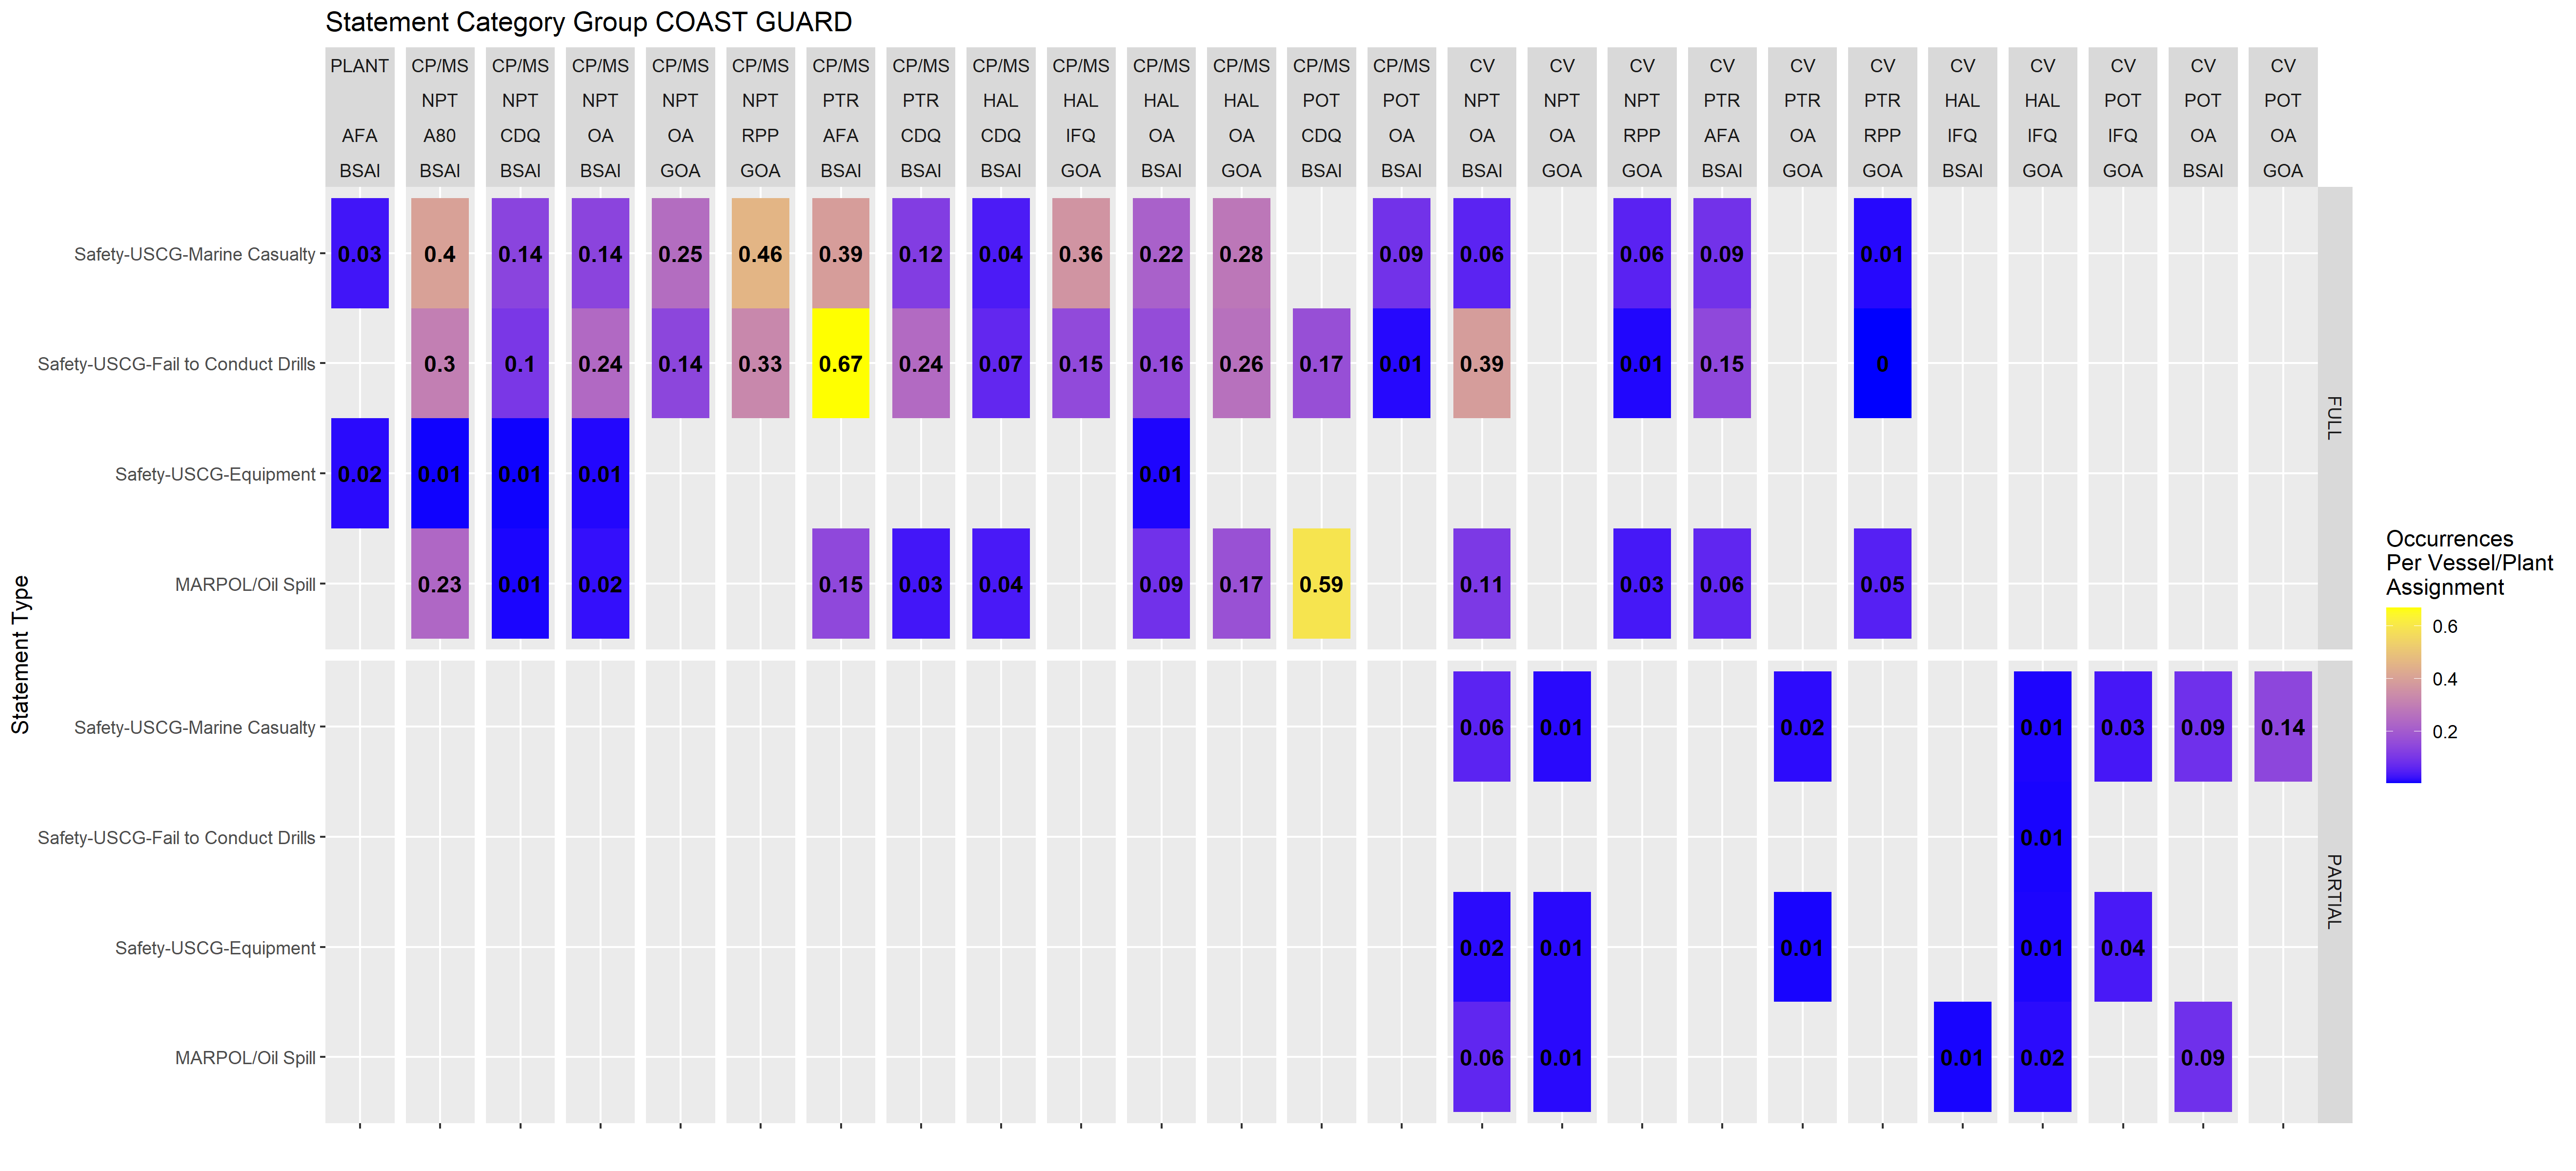 Statement Category Group COAST GUARD
PLANT CP/MS CP/MS CP/MS CP/MS CP/MS CP/MS CP/MS CP/MS CP/MS CP/MS CP/MS CP/MS CP/MS CV CV CV CV CV CV CV CV CV CV CV
NPT NPT NPT NPT NPT PTR PTR HAL HAL HAL HAL POT POT NPT NPT NPT PTR PTR PTR HAL HAL POT POT POT
AFA A80 CDQ OA OA RPP AFA CDQ CDQ IFQ OA OA CDQ OA OA OA RPP AFA OA RPP IFQ IFQ IFQ OA OA
BSAI BSAI BSAI BSAI GOA GOA BSAI BSAI BSAI GOA BSAI GOA BSAI BSAI BSAI GOA GOA BSAI GOA GOA BSAI GOA GOA BSAI GOA
Safety-USCG-Marine Casualty 0.03 0.4 0.14 0.14 0.25 0.46 0.39 0.12 0.04 0.36 0.22 0.28 0.09 0.06 0.06 0.09 0.01
Safety-USCG-Fail to Conduct Drills 0.3 0.1 0.24 0.14 0.33 0.67 0.24 0.07 0.15 0.16 0.26 0.17 0.01 0.39 0.01 0.15 0
Safety-USCG-Equipment 0.02 0.01 0.01 0.01 0.01
MARPOL/Oil Spill 0.23 0.01 0.02 0.15 0.03 0.04 0.09 0.17 0.59 0.11 0.03 0.06 0.05
FULL
Safety-USCG-Marine Casualty 0.06 0.01 0.02 0.01 0.03 0.09 0.14
Safety-USCG-Fail to Conduct Drills 0.01
Safety-USCG-Equipment 0.02 0.01 0.01 0.01 0.04
MARPOL/Oil Spill 0.06 0.01 0.01 0.02 0.09
PARTIAL
Statement Type
Occurrences
Per Vessel/Plant
Assignment
0.6
0.4
0.2